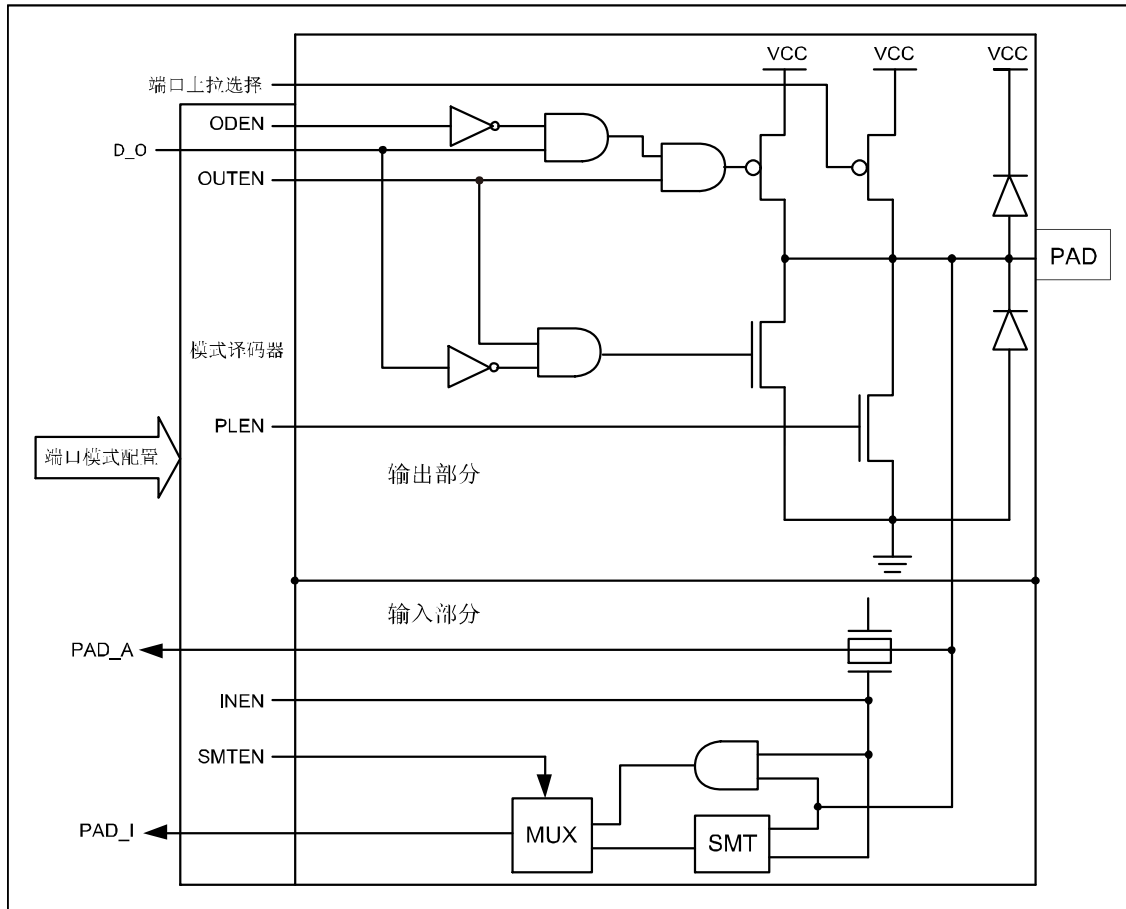 VCC
VCC
VCC
端口上拉选择
ODEN
D_O
OUTEN
PAD
模式译码器
PLEN
端口模式配置
输出部分
输入部分
PAD_A
INEN
SMTEN
PAD_I
MUX
SMT